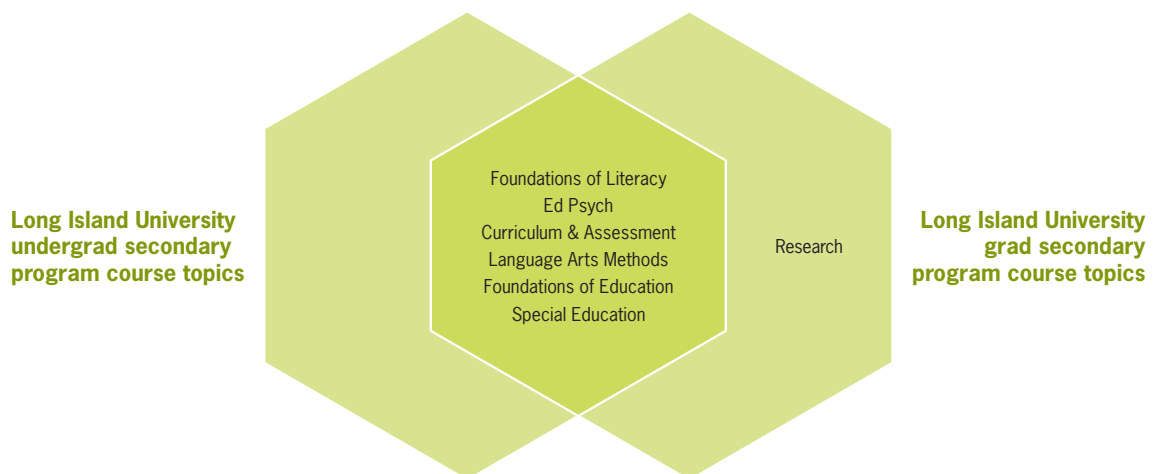 Long Island University
undergrad secondary
program course topics
Foundations of Literacy
Ed Psych
Curriculum & Assessment
Language Arts Methods
Foundations of Education
Special Education
Research
Long Island University
grad secondary
program course topics